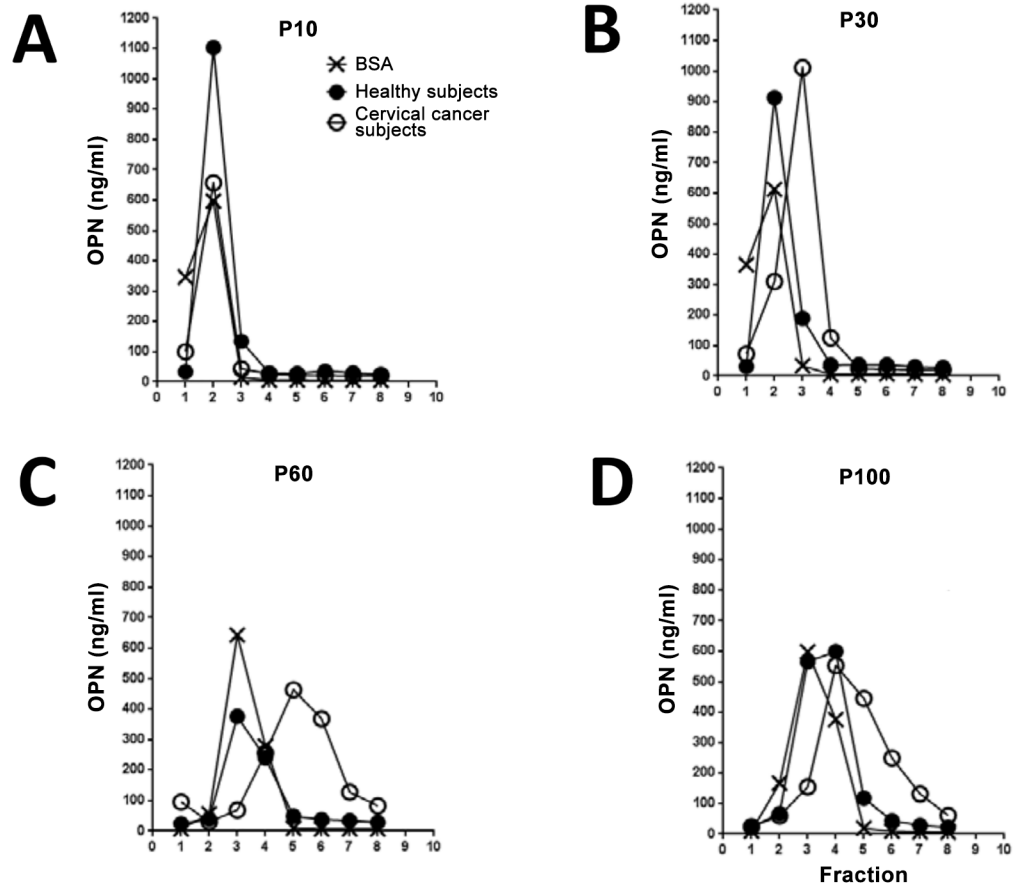 A
P10
BSA
Healthy subjects
Cervical cancer
subjects
OPN (ng/ml)
1200
1100
1000
900
800
700
600
500
400
300
200
100
0
0 1 2 3 4 5 6 7 8 9 10
B
P30
OPN (ng/ml)
1200
1100
1000
900
800
700
600
500
400
300
200
100
0
0 1 2 3 4 5 6 7 8 9 10
C
P60
OPN (ng/ml)
1200
1100
1000
900
800
700
600
500
400
300
200
100
0
0 1 2 3 4 5 6 7 8 9 10
D
P100
OPN (ng/ml)
1200
1100
1000
900
800
700
600
500
400
300
200
100
0
0 1 2 3 4 5 6 7 8 9 10
Fraction